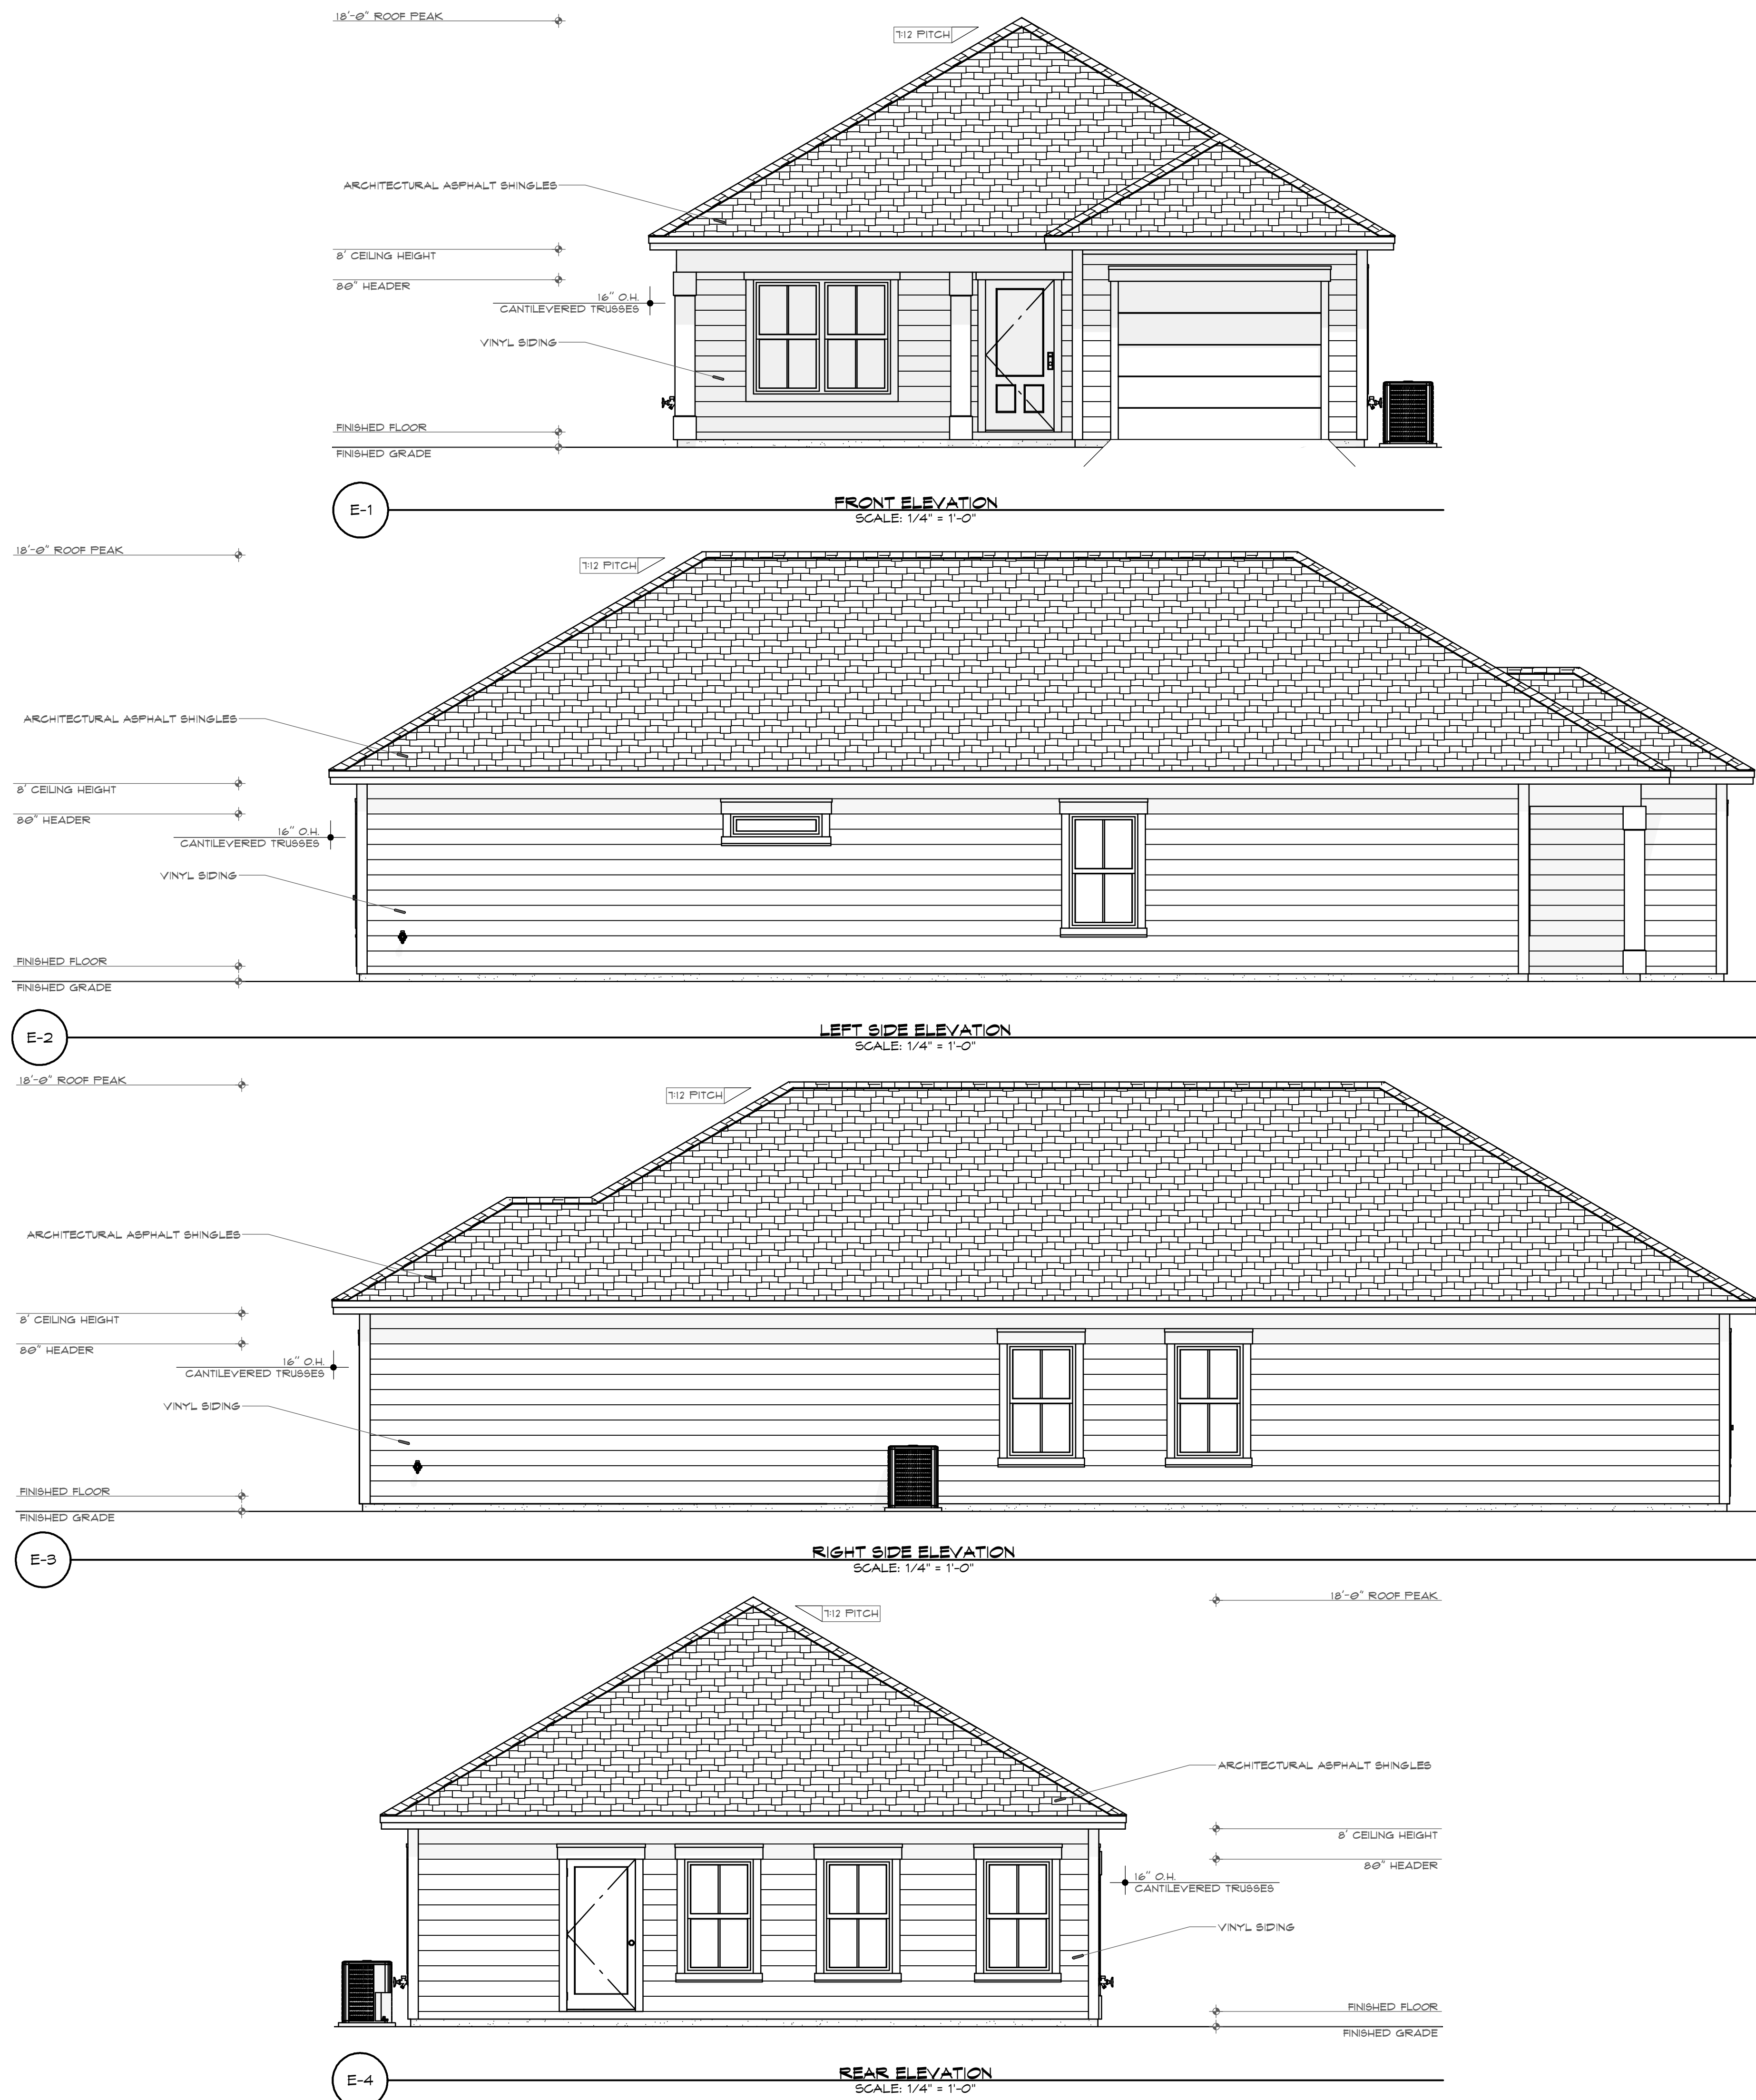 18'-0" ROOF PEAK
7:12 PITCH
ARCHITECTURAL ASPHALT SHINGLES
8' CEILING HEIGHT
80" HEADER
16" O.H.
CANTILEVERED TRUSSES
VINYL SIDING
FINISHED FLOOR
FINISHED GRADE
E-1
FRONT ELEVATION
SCALE: 1/4" = 1'-0"
18'-0" ROOF PEAK
7:12 PITCH
ARCHITECTURAL ASPHALT SHINGLES
8' CEILING HEIGHT
80" HEADER
16" O.H.
CANTILEVERED TRUSSES
VINYL SIDING
FINISHED FLOOR
FINISHED GRADE
E-2
LEFT SIDE ELEVATION
SCALE: 1/4" = 1'-0"
18'-0" ROOF PEAK
7:12 PITCH
ARCHITECTURAL ASPHALT SHINGLES
8' CEILING HEIGHT
80" HEADER
16" O.H.
CANTILEVERED TRUSSES
VINYL SIDING
FINISHED FLOOR
FINISHED GRADE
E-3
RIGHT SIDE ELEVATION
SCALE: 1/4" = 1'-0"
18'-0" ROOF PEAK
7:12 PITCH
ARCHITECTURAL ASPHALT SHINGLES
8' CEILING HEIGHT
80" HEADER
16" O.H.
CANTILEVERED TRUSSES
VINYL SIDING
FINISHED FLOOR
FINISHED GRADE
E-4
REAR ELEVATION
SCALE: 1/4" = 1'-0"